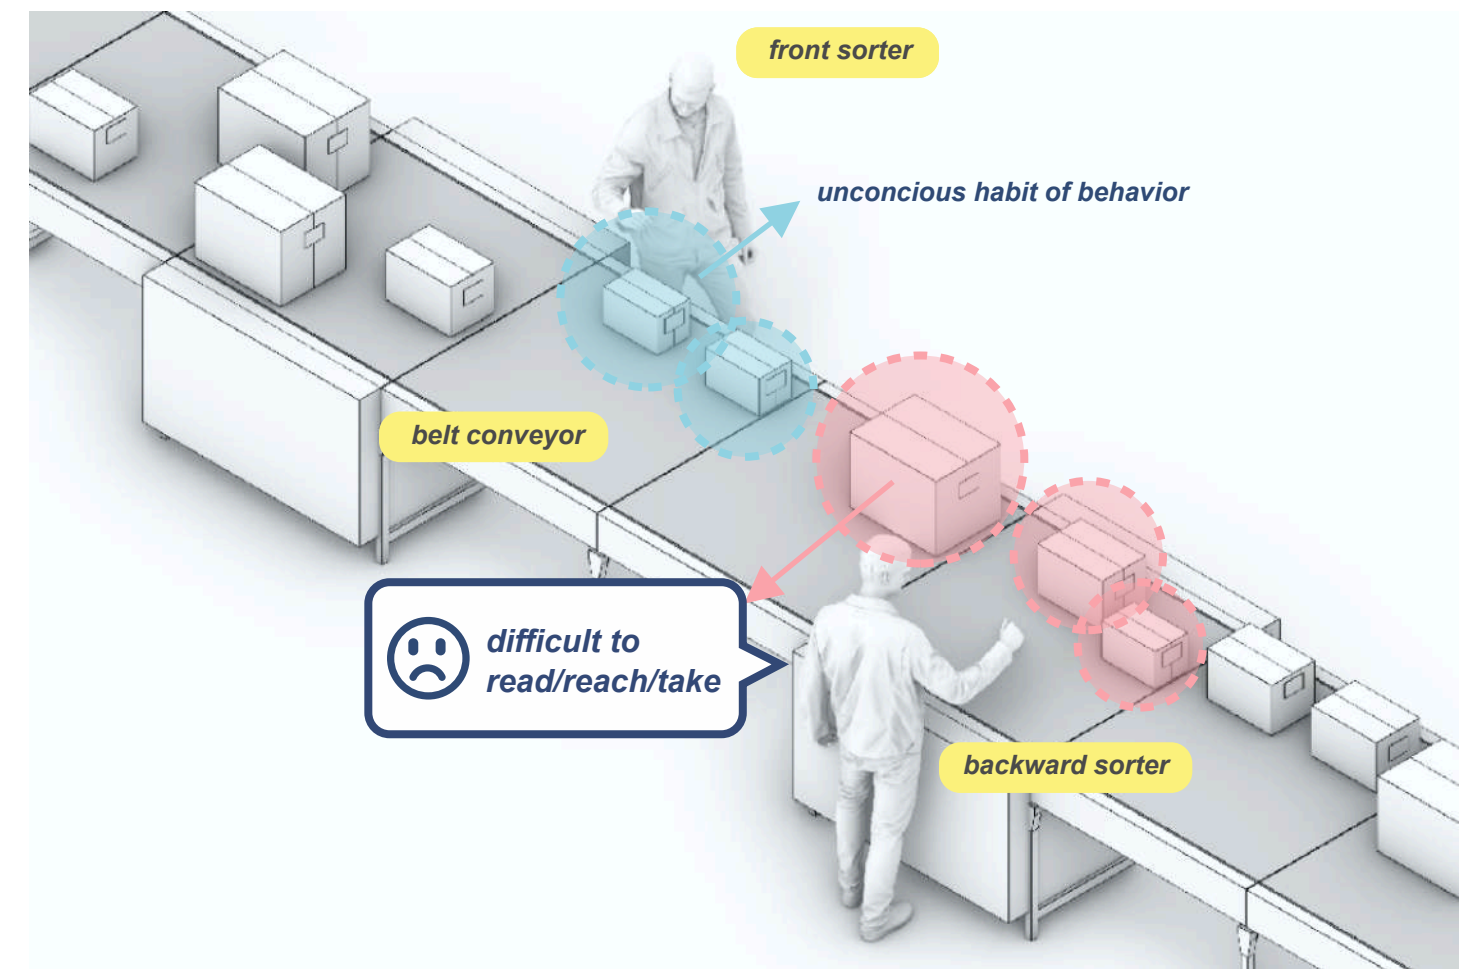 front sorter
unconcious habit of behavior
belt conveyor
difficult to
read/reach/take
backward sorter